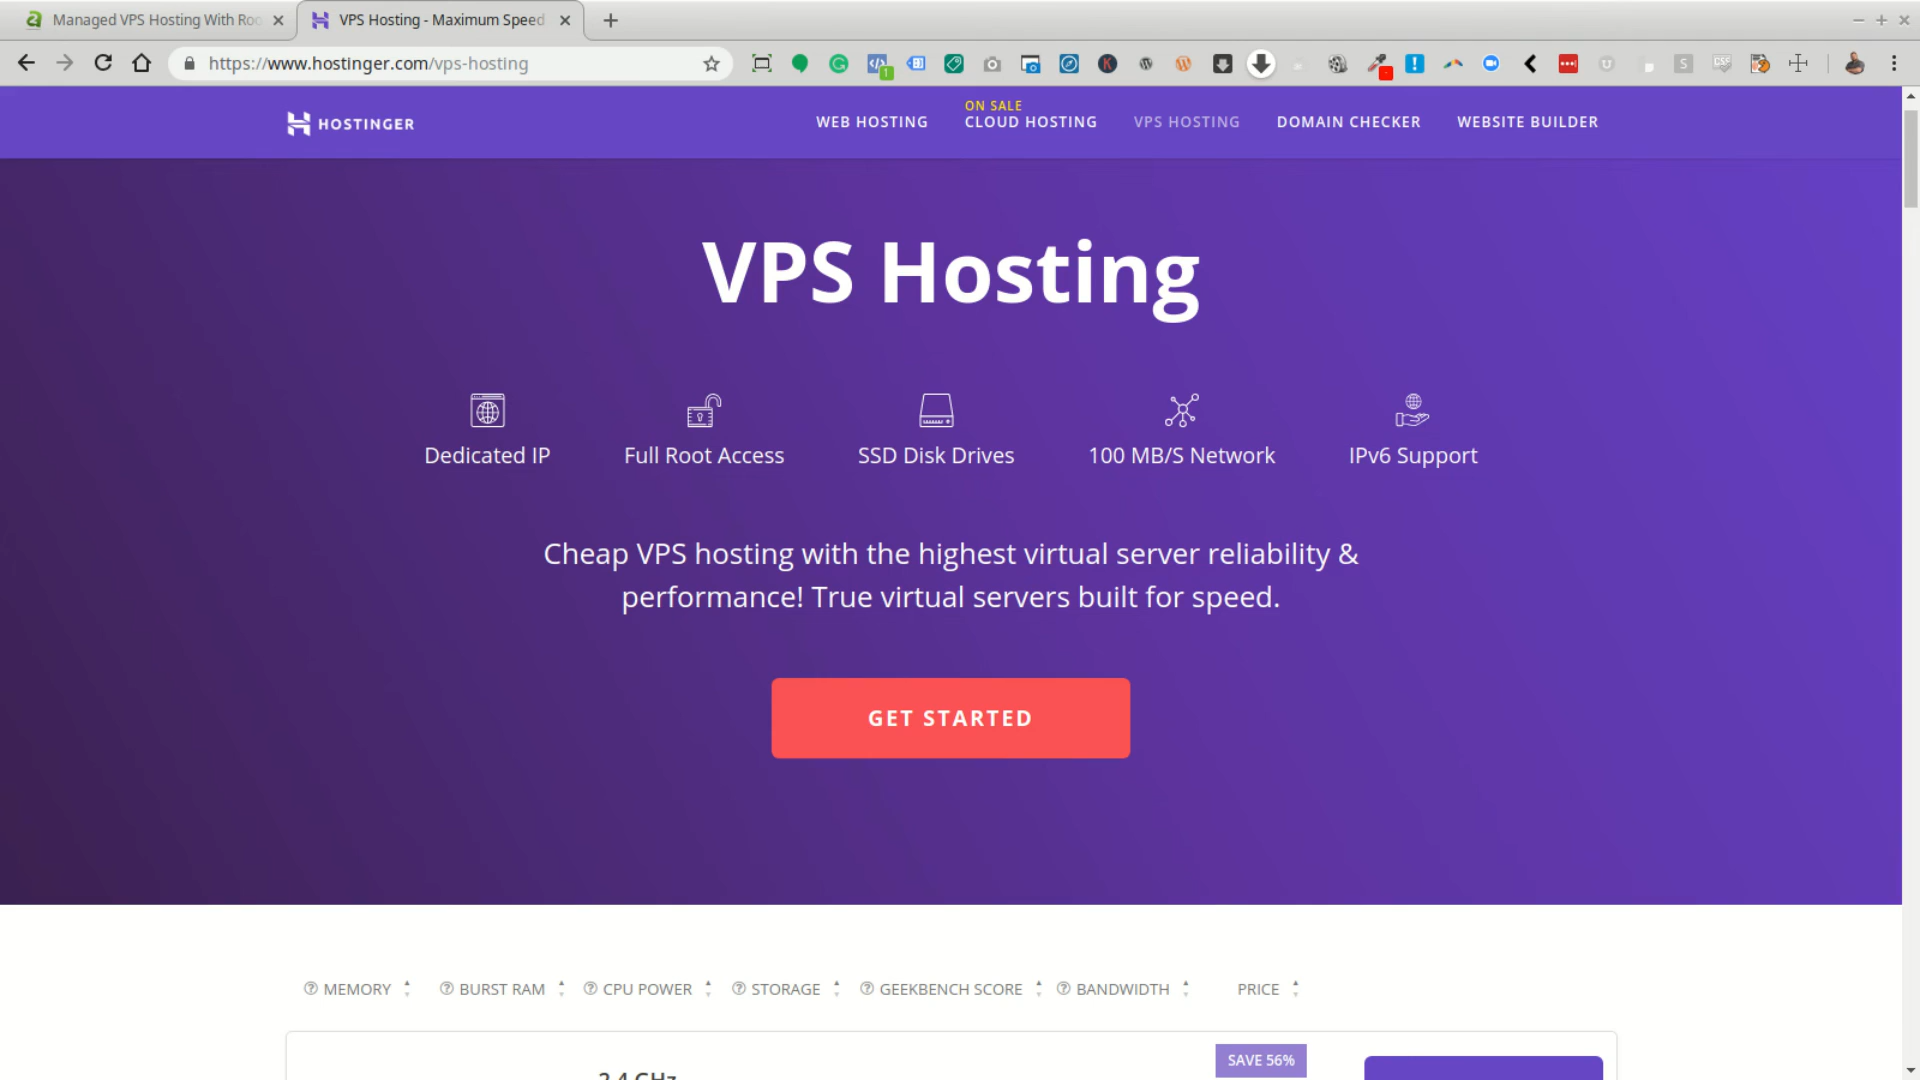 Managed VPS Hosting With Roo
VPS Hosting - Maximum Speed
https://www.hostinger.com/vps-hosting
HOSTINGER
WEB HOSTING
ON SALE
CLOUD HOSTING
VPS HOSTING
DOMAIN CHECKER
WEBSITE BUILDER
VPS Hosting
Dedicated IP
Full Root Access
SSD Disk Drives
100 MB/S Network
IPv6 Support
Cheap VPS hosting with the highest virtual server reliability &
performance! True virtual servers built for speed.
GET STARTED
MEMORY
BURST RAM
CPU POWER
STORAGE
GEEKBENCH SCORE
BANDWIDTH
PRICE
SAVE 56%
2.4 GHz